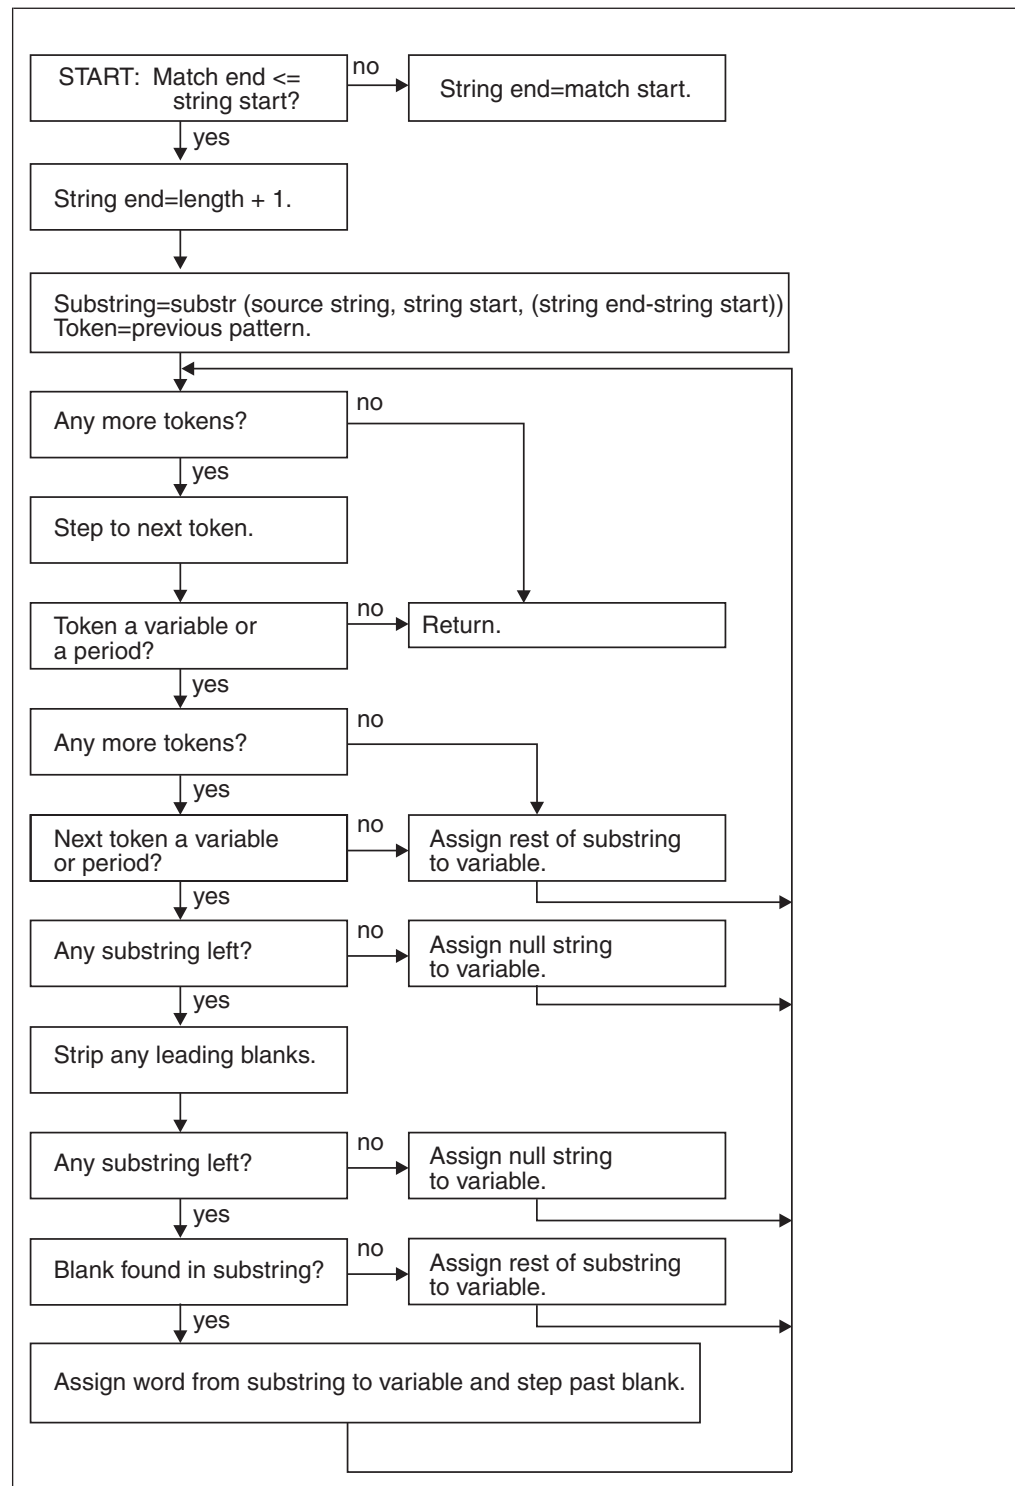 START: Match end <=
string start?
no
String end=match start.
yes
String end=length + 1.
Substring=substr (source string, string start, (string end-string start))
Token=previous pattern.
Any more tokens?
no
yes
Step to next token.
Token a variable or
a period?
no
Return.
yes
Any more tokens?
no
yes
Next token a variable
or period?
no
Assign rest of substring
to variable.
yes
Any substring left?
no
Assign null string
to variable.
yes
Strip any leading blanks.
Any substring left?
no
Assign null string
to variable.
yes
Blank found in substring?
no
Assign rest of substring
to variable.
yes
Assign word from substring to variable and step past blank.